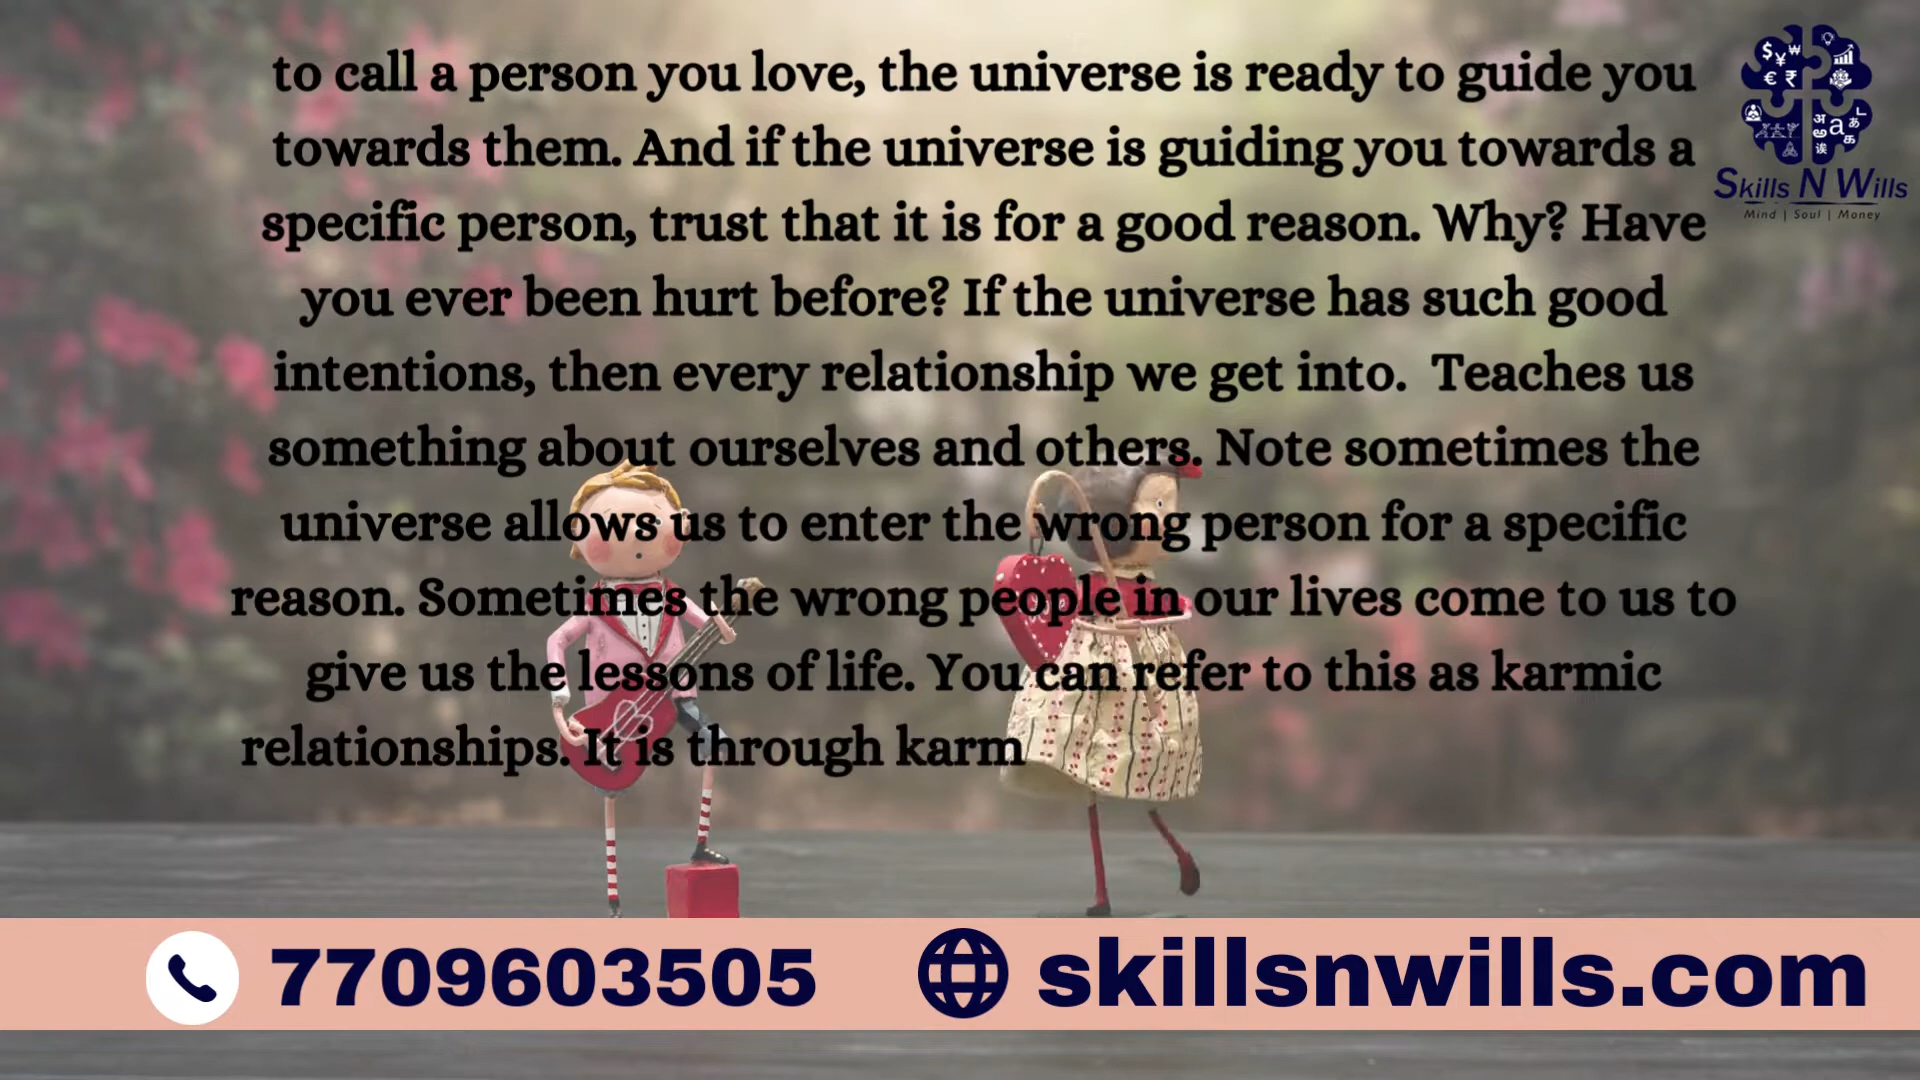 to call a person you love, the universe is ready to guide you
towards them. And if the universe is guiding you towards a
specific person, trust that it is for a good reason. Why? Have
you ever been hurt before? If the universe has such good
intentions, then every relationship we get into.  Teaches us
something about ourselves and others. Note sometimes the
universe allows us to enter the wrong person for a specific
reason. Sometimes the wrong people in our lives come to us to
give us the lessons of life. You can refer to this as karmic
relationships. It is through karm
Skills N Wills
Mind | Soul | Money
7709603505
skillsnwills.com